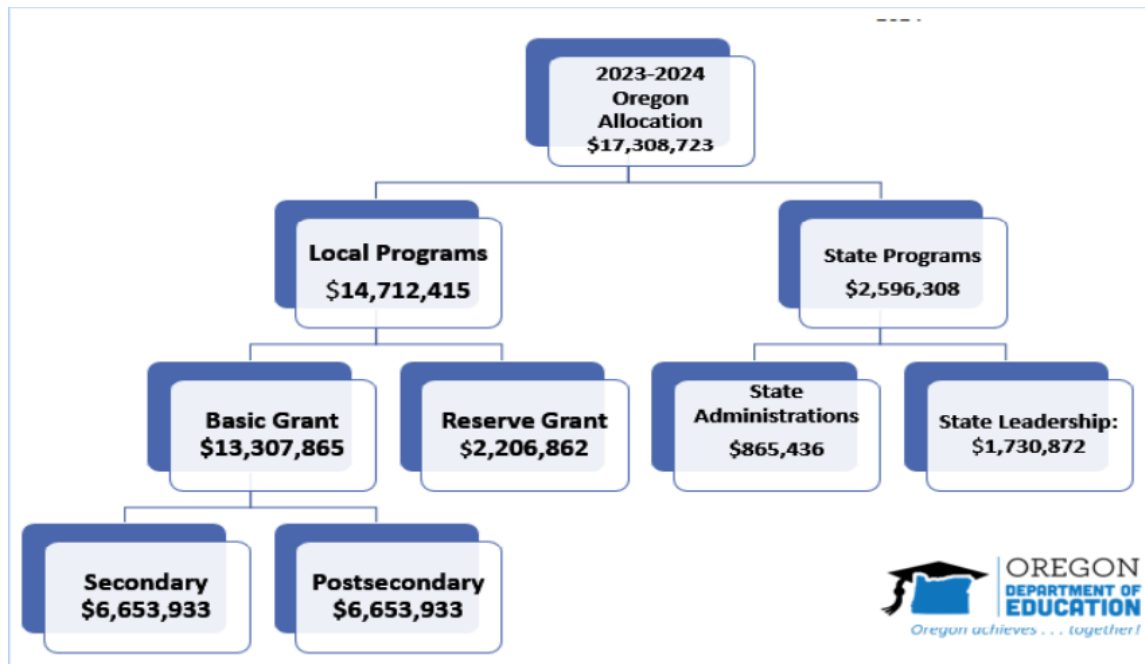 2023-2024
Oregon
Allocation
$17,308,723
Local Programs
$14,712,415
State Programs
$2,596,308
Basic Grant
$13,307,865
Reserve Grant
$2,206,862
State
Administrations
$865,436
State Leadership:
$1,730,872
Secondary
$6,653,933
Postsecondary
$6,653,933
OREGON
DEPARTMENT OF
EDUCATION
Oregon achieves . . . together!